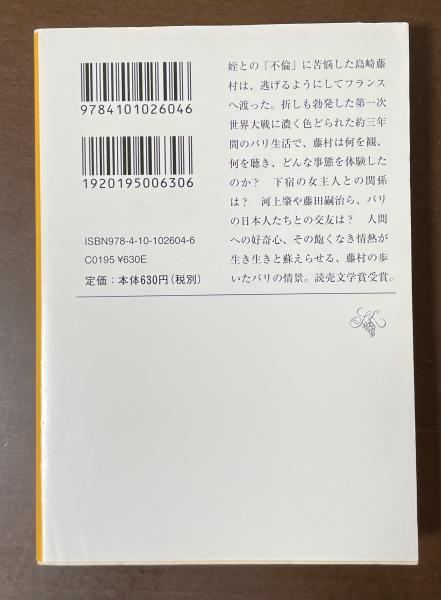 9784101026046
1920195006306
ISBN978-4-10-102604-6
C0195 ¥630E
定価：本体630円（税別）
姪との「不倫」に苦悩した島崎藤
村は、逃げるようにしてフランス
へ渡った。折しも勃発した第一次
世界大戦に濃く色どられた約三年
間のパリ生活で、藤村は何を観、
何を聴き、どんな事態を体験した
のか？　下宿の女主人との関係
は？　河上肇や藤田嗣治ら、パリ
の日本人たちとの交友は？　人間
への好奇心、その飽くなき情熱が
生き生きと蘇えらせる、藤村の歩
いたパリの情景。読売文学賞受賞。